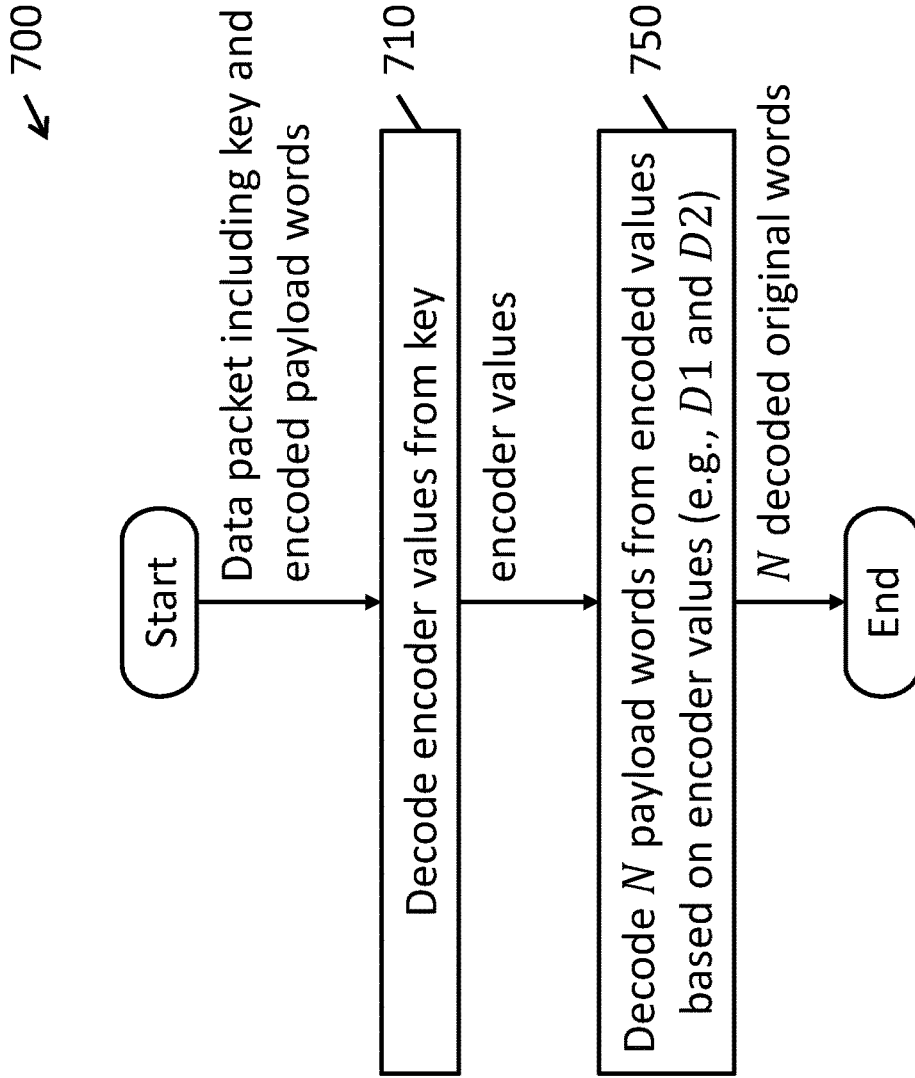 700
Start
Data packet including key and
encoded payload words
Decode encoder values from key
710
encoder values
Decode N payload words from encoded values
based on encoder values (e.g., D1 and D2)
750
N decoded original words
End